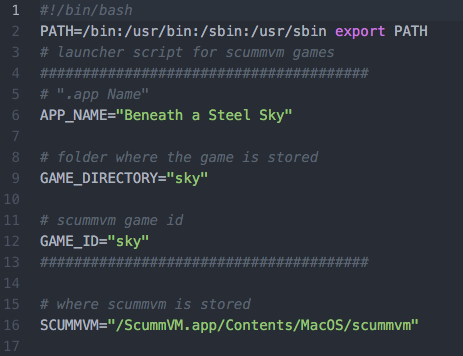 1 #!/bin/bash
2 PATH=/bin:/usr/bin:/sbin:/usr/sbin export PATH
3 # launcher script for scummvm games
4 #######################################
5 # ".app Name"
6 APP_NAME="Beneath a Steel Sky"
7
8 # folder where the game is stored
9 GAME_DIRECTORY="sky"
10
11 # scummvm game id
12 GAME_ID="sky"
13 #######################################
14
15 # where scummvm is stored
16 SCUMMVM="/ScummVM.app/Contents/MacOS/scummvm"
17